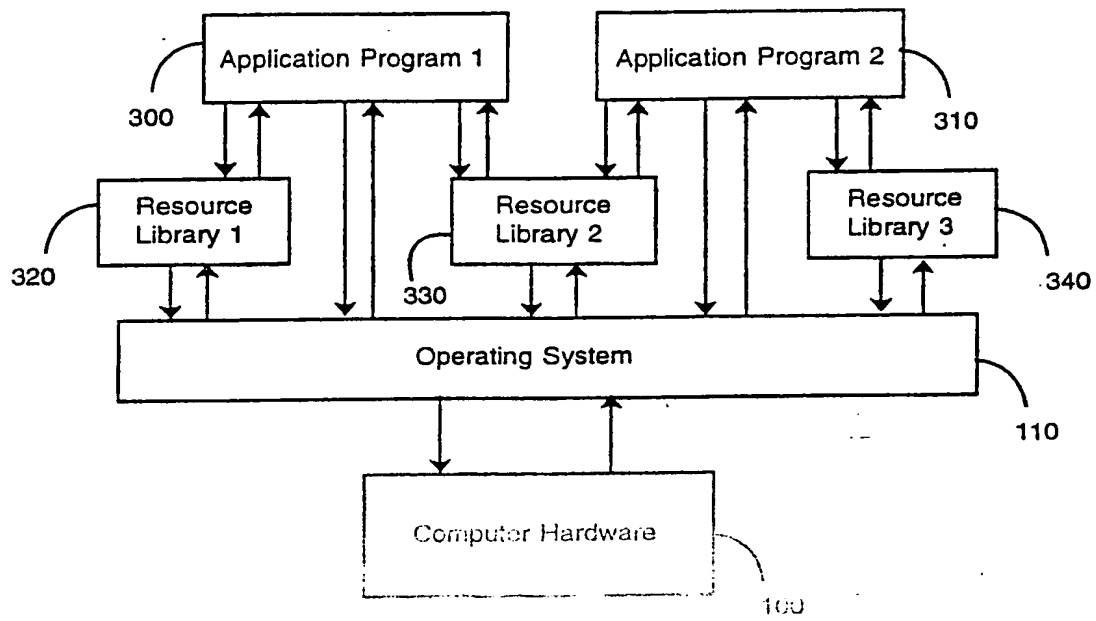 Application Program 1
Application Program 2
300
310
Resource
Library 1
Resource
Library 2
Resource
Library 3
320
330
340
Operating System
110
Computer Hardware
100